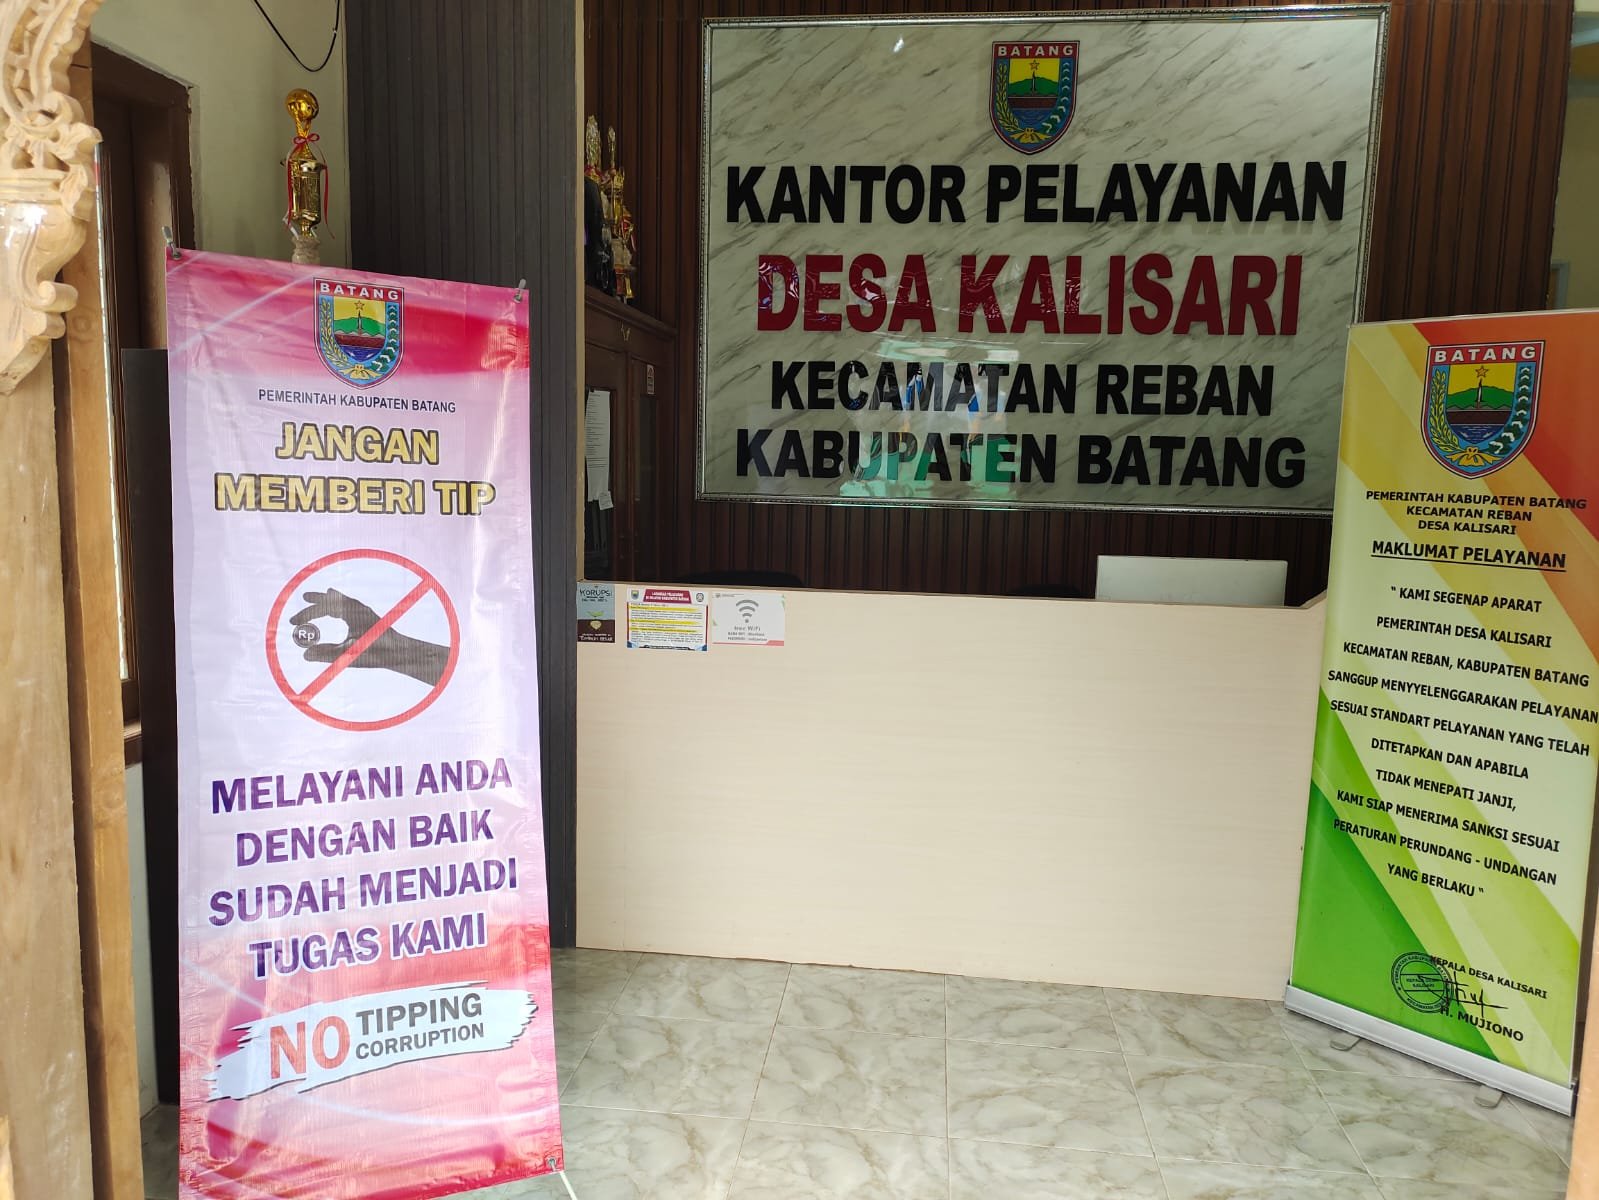 BATANG
PEMERINTAH KABUPATEN BATANG
JANGAN
MEMBERI TIP
Rp
MELAYANI ANDA
DENGAN BAIK
SUDAH MENJADI
TUGAS KAMI
NO TIPPING
CORRUPTION
BATANG
KANTOR PELAYANAN
DESA KALISARI
KECAMATAN REBAN
KABUPATEN BATANG
KORUPSI
WiFi
BATANG
PEMERINTAH KABUPATEN BATANG
KECAMATAN REBAN
DESA KALISARI
MAKLUMAT PELAYANAN
" KAMI SEGENAP APARAT
PEMERINTAH DESA KALISARI
KECAMATAN REBAN, KABUPATEN BATANG
SANGGUP MENYYELENGGARAKAN PELAYANAN
SESUAI STANDART PELAYANAN YANG TELAH
DITETAPKAN DAN APABILA
TIDAK MENEPATI JANJI,
KAMI SIAP MENERIMA SANKSI SESUAI
PERATURAN PERUNDANG - UNDANGAN
YANG BERLAKU "
KEPALA DESA KALISARI
H. MUJIONO